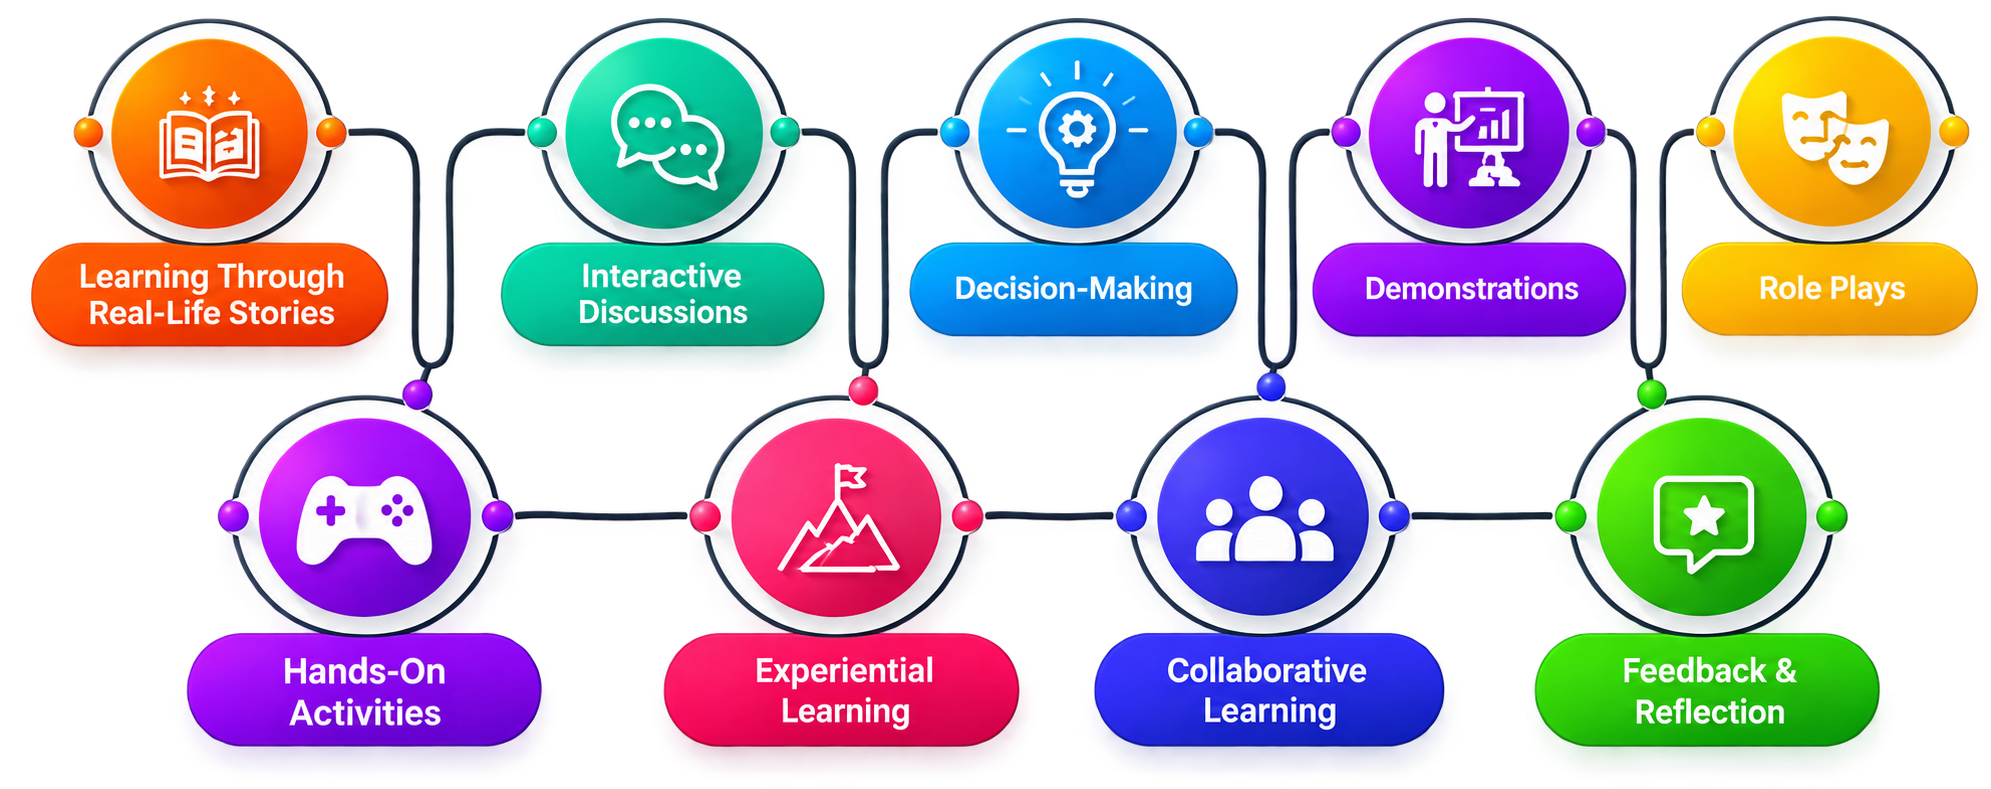 Learning Through
Real-Life Stories
Interactive
Discussions
Decision-Making
Demonstrations
Role Plays
Hands-On
Activities
Experiential
Learning
Collaborative
Learning
Feedback &
Reflection